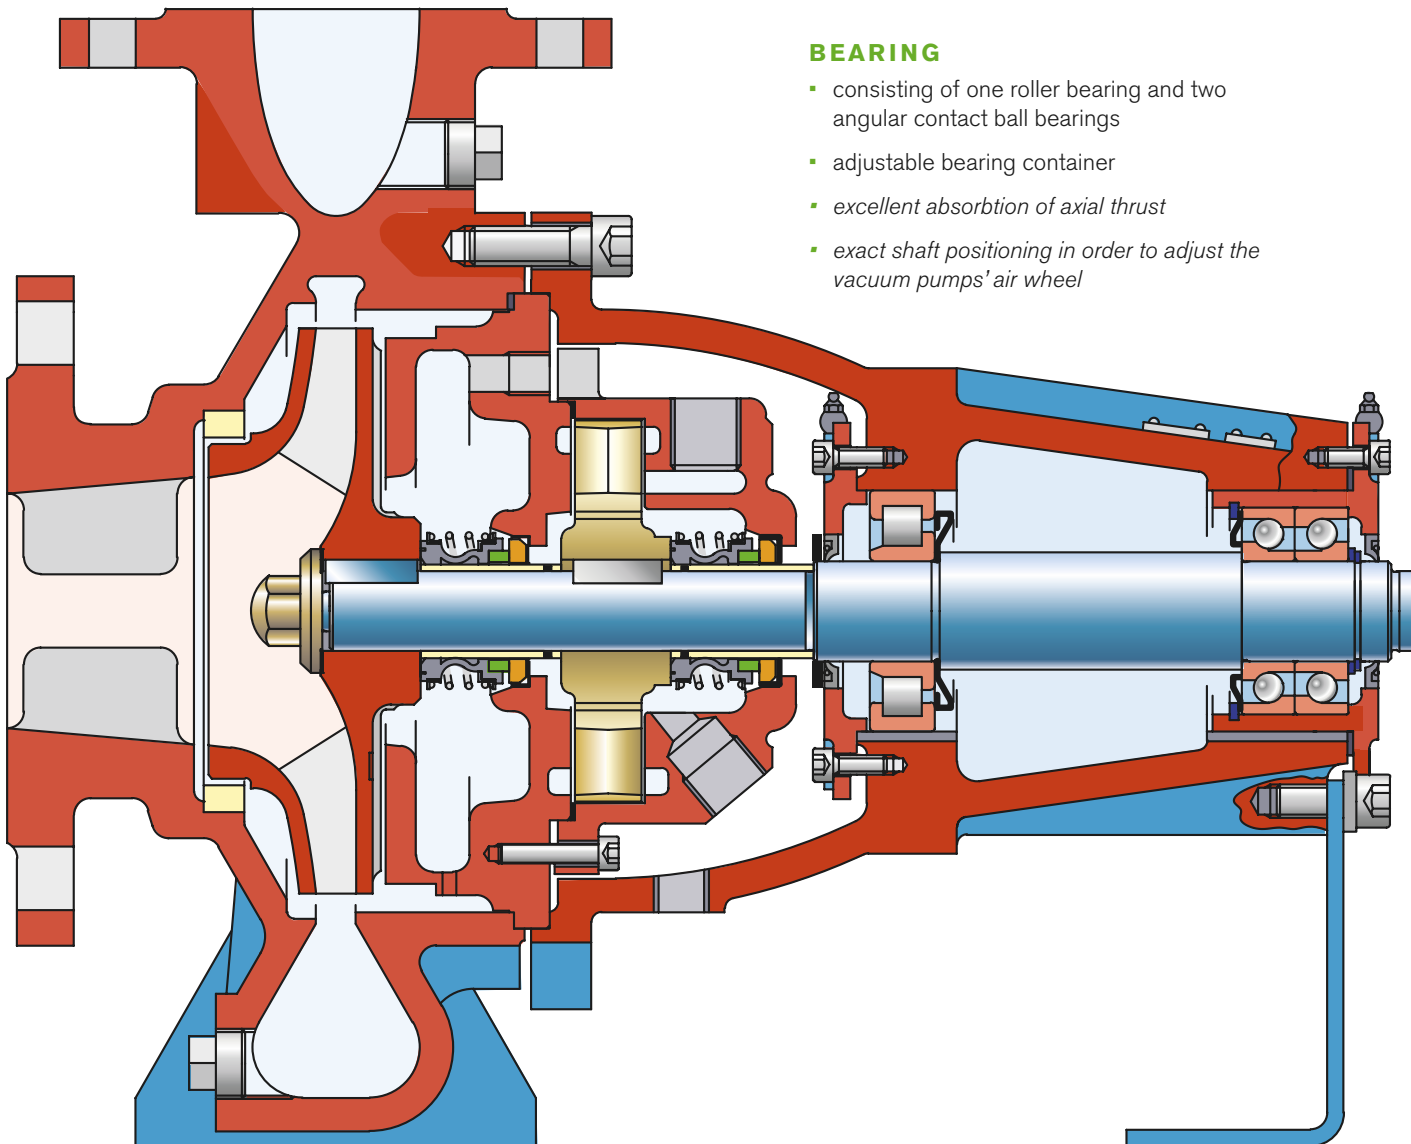 BEARING
▪ consisting of one roller bearing and two
angular contact ball bearings
▪ adjustable bearing container
▪ excellent absorbtion of axial thrust
▪ exact shaft positioning in order to adjust the
vacuum pumps’ air wheel